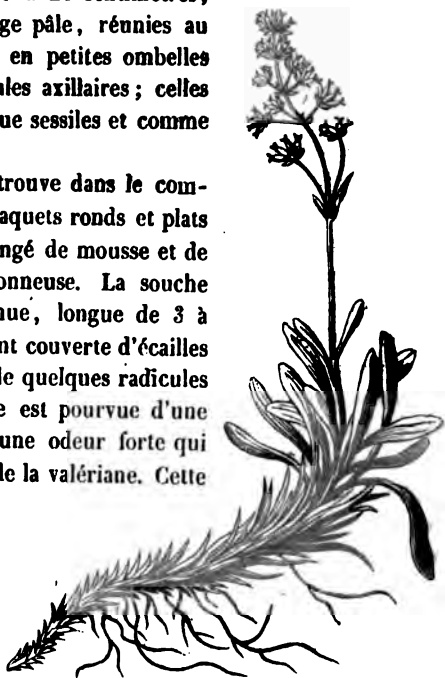 ge pâle, réunies au
en petites ombelles
ales axillaires ; celles
ue sessiles et comme
trouve dans le com-
aquets ronds et plats
ngé de mousse et de
onneuse. La souche
nue, longue de 3 à
nt couverte d'écailles
le quelques radicules
e est pourvue d'une
une odeur forte qui
le la valériane. Cette